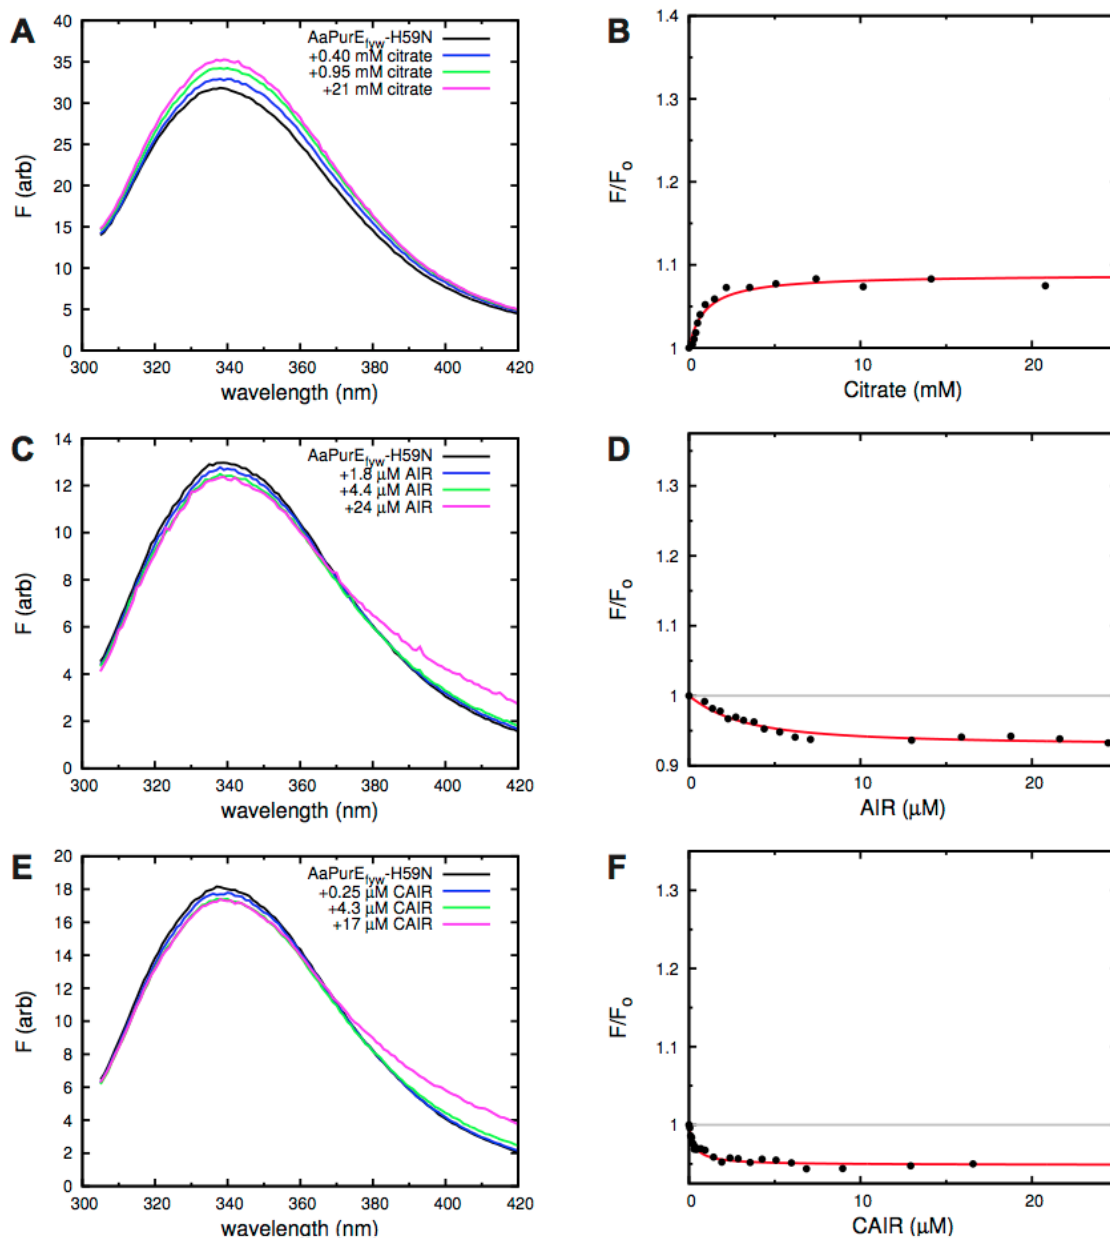 A
40
35
30
25
20
15
10
5
0
F (arb)
AaPurE_fyw-H59N
+0.40 mM citrate
+0.95 mM citrate
+21 mM citrate
300 320 340 360 380 400 420
wavelength (nm)
B
1.4
1.3
1.2
1.1
1
F/F_o
0 10 20
Citrate (mM)
C
14
12
10
8
6
4
2
0
F (arb)
AaPurE_fyw-H59N
+1.8 μM AIR
+4.4 μM AIR
+24 μM AIR
300 320 340 360 380 400 420
wavelength (nm)
D
1.3
1.2
1.1
1
0.9
F/F_o
0 10 20
AIR (μM)
E
20
18
16
14
12
10
8
6
4
2
0
F (arb)
AaPurE_fyw-H59N
+0.25 μM CAIR
+4.3 μM CAIR
+17 μM CAIR
300 320 340 360 380 400 420
wavelength (nm)
F
1.3
1.2
1.1
1
F/F_o
0 10 20
CAIR (μM)